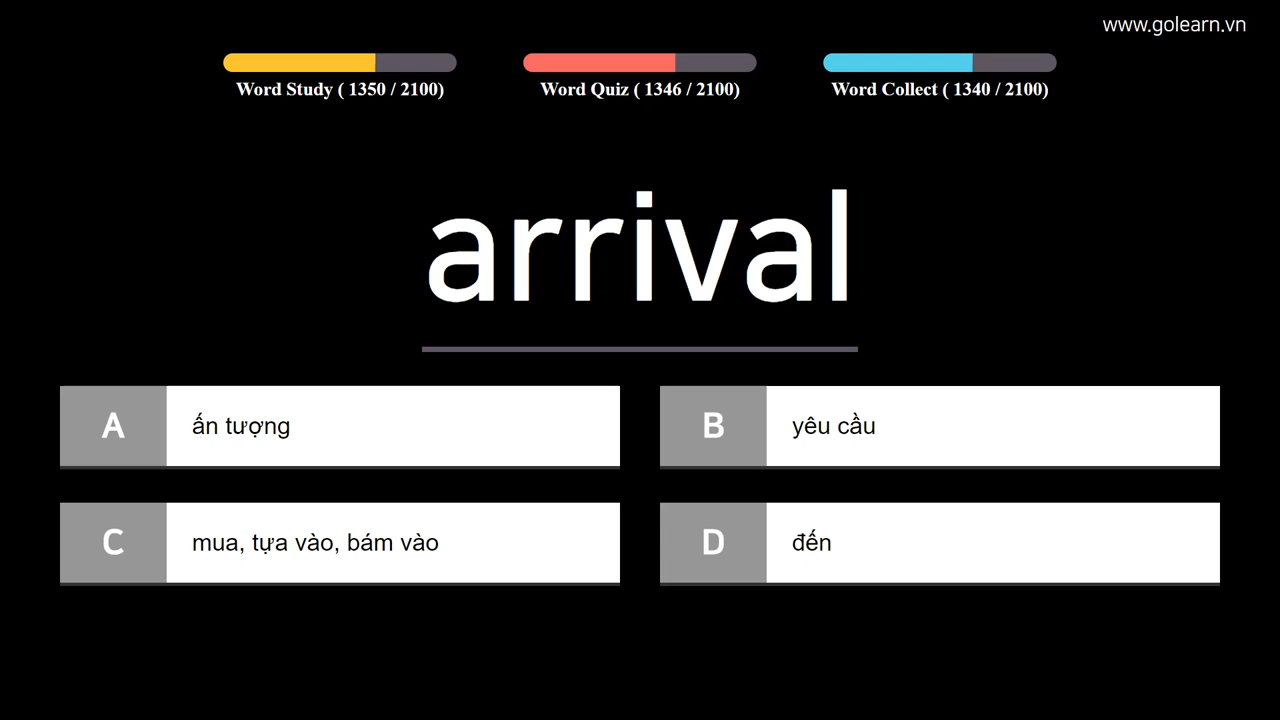 www.golearn.vn
Word Study ( 1350 / 2100)
Word Quiz ( 1346 / 2100)
Word Collect ( 1340 / 2100)
arrival
A
ấn tượng
B
yêu cầu
C
mua, tựa vào, bám vào
D
đến